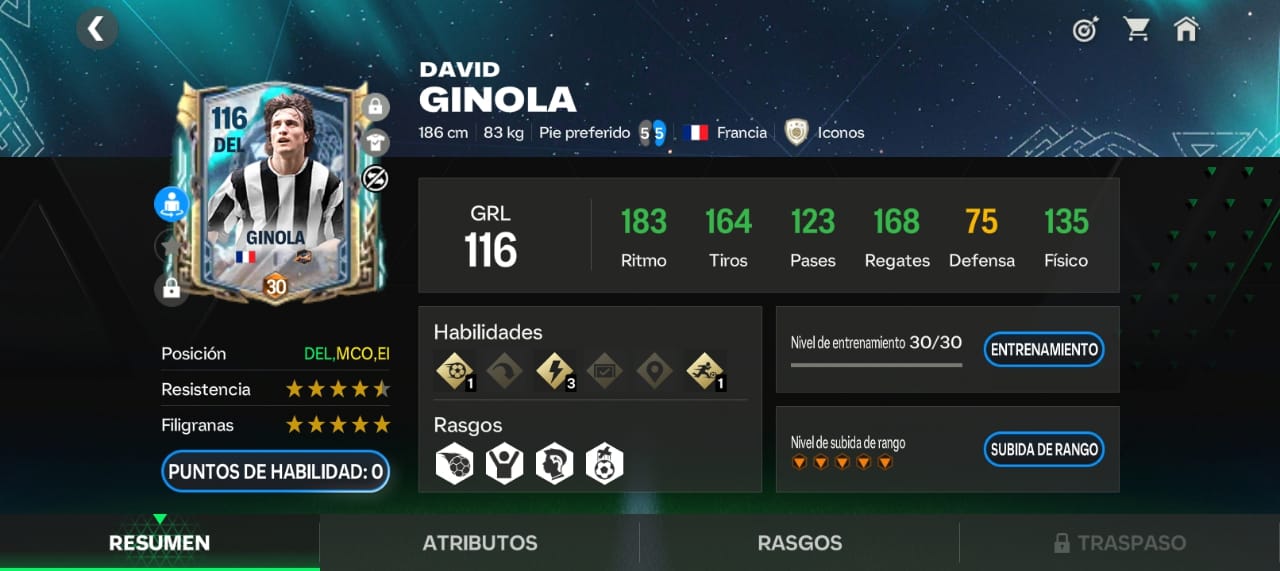 DAVID
GINOLA
186 cm 83 kg Pie preferido 5 5 Francia Iconos
116
DEL
GINOLA
30
GRL
116
183 164 123 168 75 135
Ritmo Tiros Pases Regates Defensa Físico
Posición DEL,MCO,EI
Resistencia
Filigranas
PUNTOS DE HABILIDAD: 0
Habilidades
1 3 1
Rasgos
Nivel de entrenamiento 30/30
ENTRENAMIENTO
Nivel de subida de rango
SUBIDA DE RANGO
RESUMEN ATRIBUTOS RASGOS TRASPASO